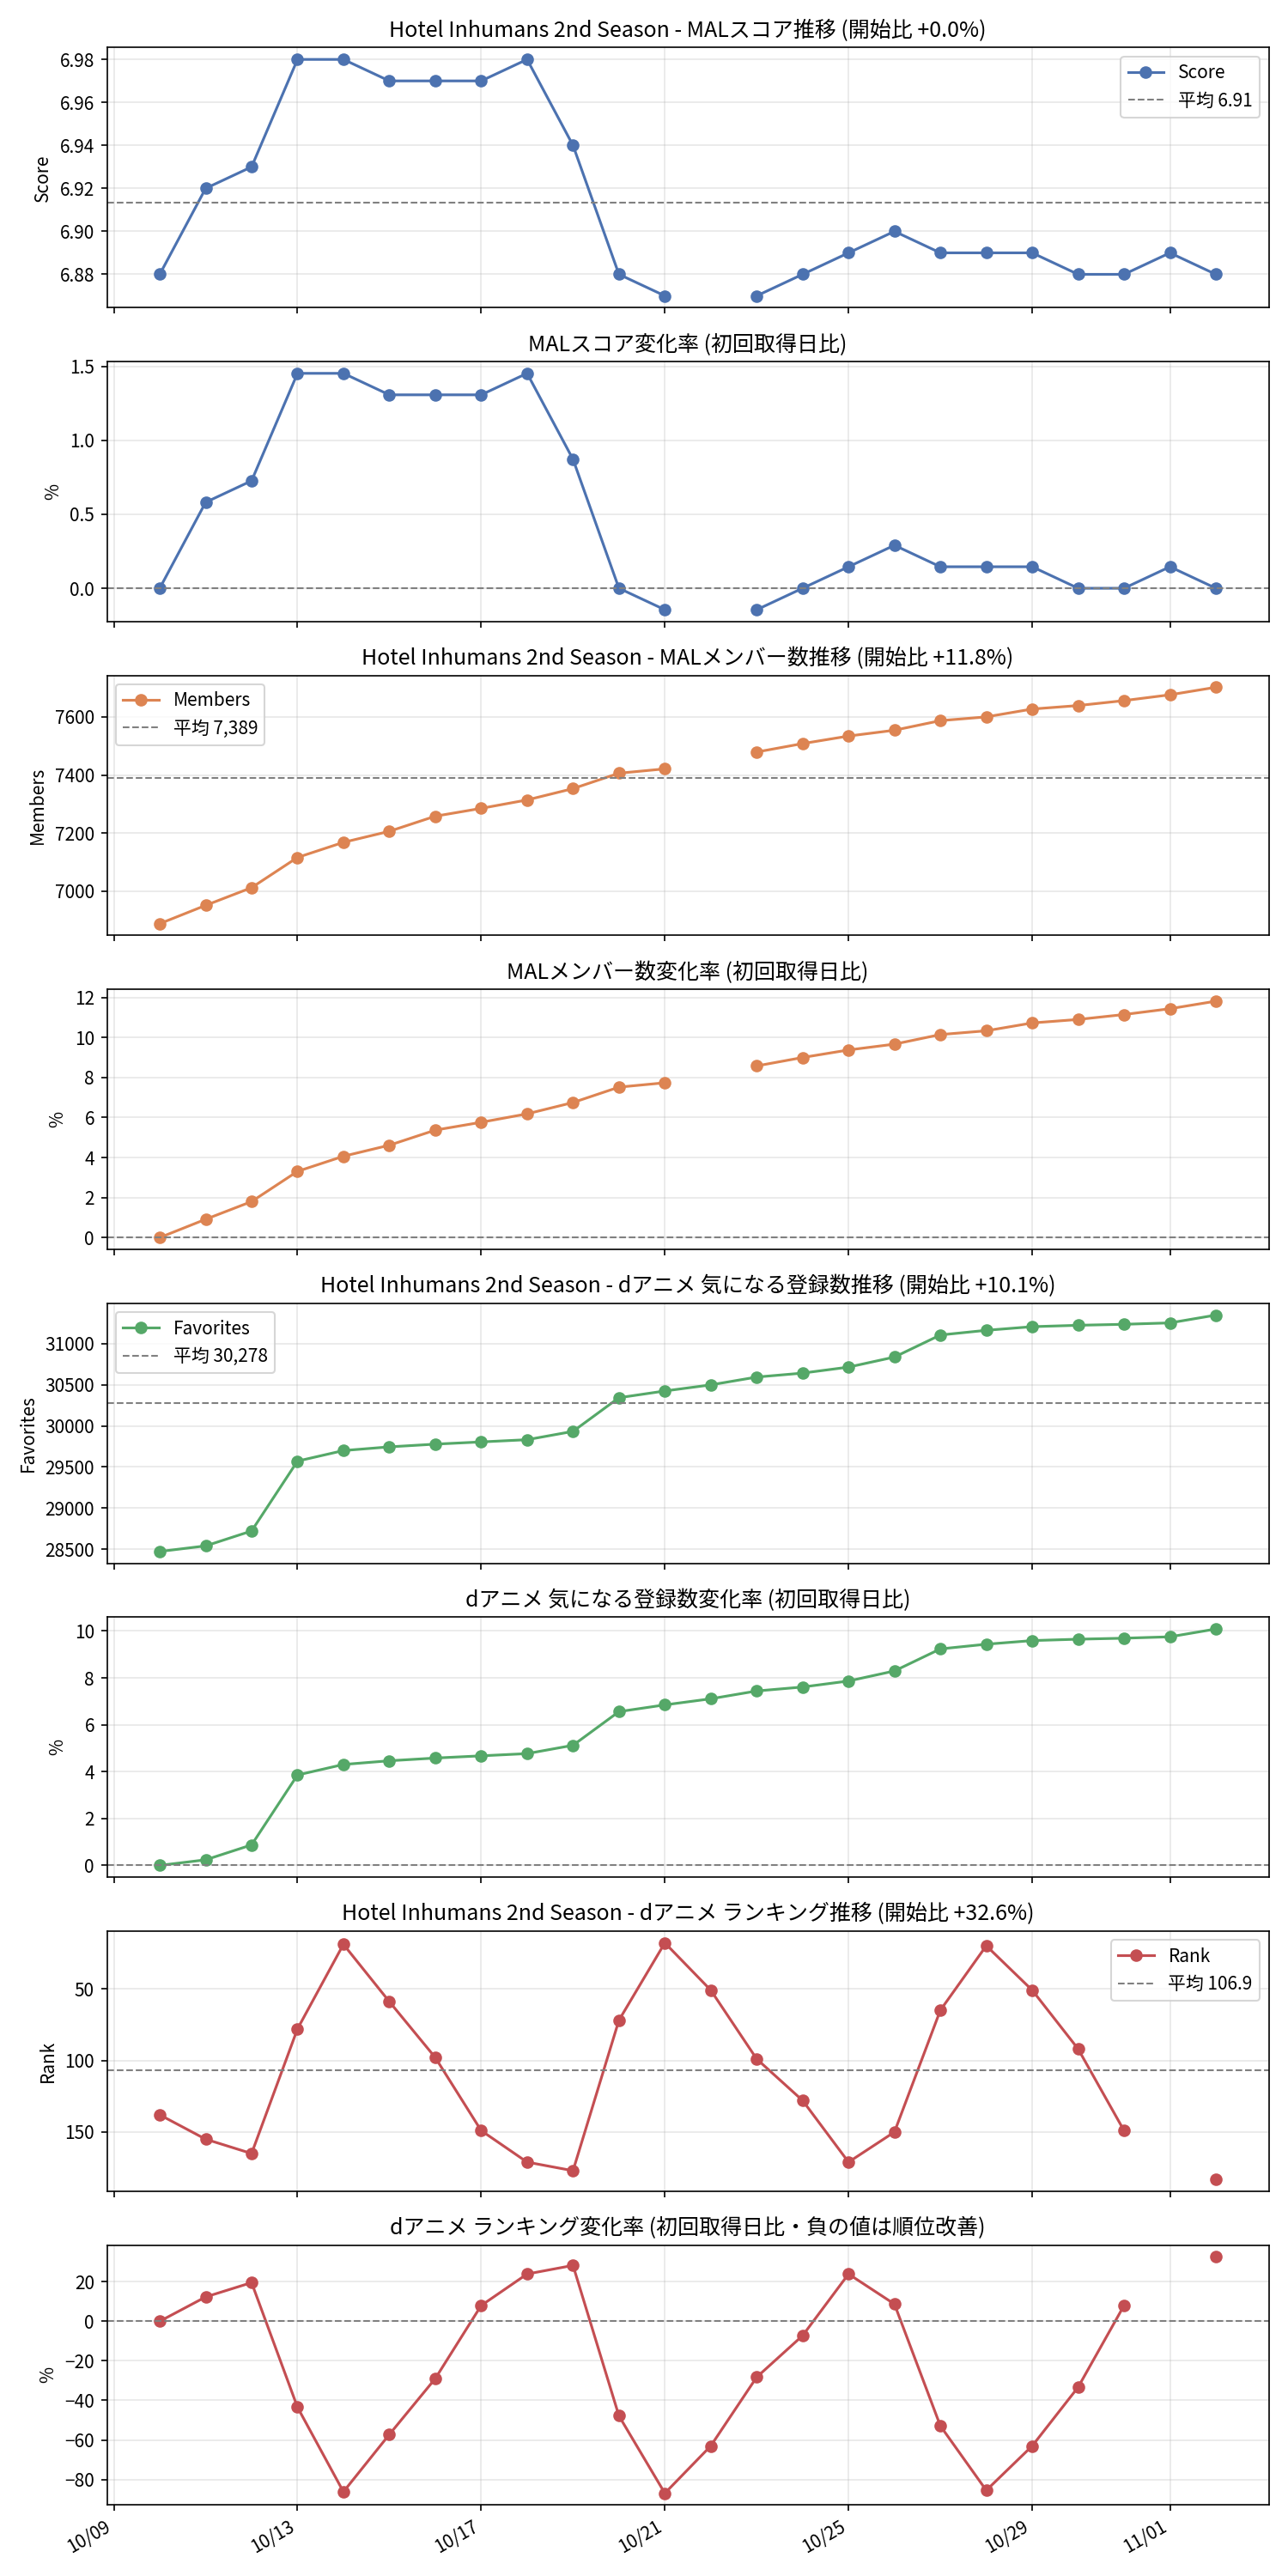 Hotel Inhumans 2nd Season - MALスコア推移 (開始比 +0.0%)
Score
6.98
6.96
6.94
6.92
6.90
6.88
Score
平均 6.91
MALスコア変化率 (初回取得日比)
%
1.5
1.0
0.5
0.0
Hotel Inhumans 2nd Season - MALメンバー数推移 (開始比 +11.8%)
Members
7600
7400
7200
7000
Members
平均 7,389
MALメンバー数変化率 (初回取得日比)
%
12
10
8
6
4
2
0
Hotel Inhumans 2nd Season - dアニメ 気になる登録数推移 (開始比 +10.1%)
Favorites
31000
30500
30000
29500
29000
28500
Favorites
平均 30,278
dアニメ 気になる登録数変化率 (初回取得日比)
%
10
8
6
4
2
0
Hotel Inhumans 2nd Season - dアニメ ランキング推移 (開始比 +32.6%)
Rank
50
100
150
Rank
平均 106.9
dアニメ ランキング変化率 (初回取得日比・負の値は順位改善)
%
20
0
−20
−40
−60
−80
10/09
10/13
10/17
10/21
10/25
10/29
11/01